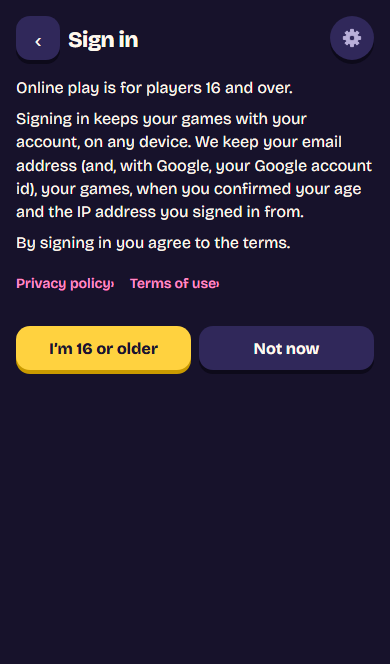 ‹ Sign in
Online play is for players 16 and over.
Signing in keeps your games with your
account, on any device. We keep your email
address (and, with Google, your Google account
id), your games, when you confirmed your age
and the IP address you signed in from.
By signing in you agree to the terms.
Privacy policy› Terms of use›
I'm 16 or older Not now